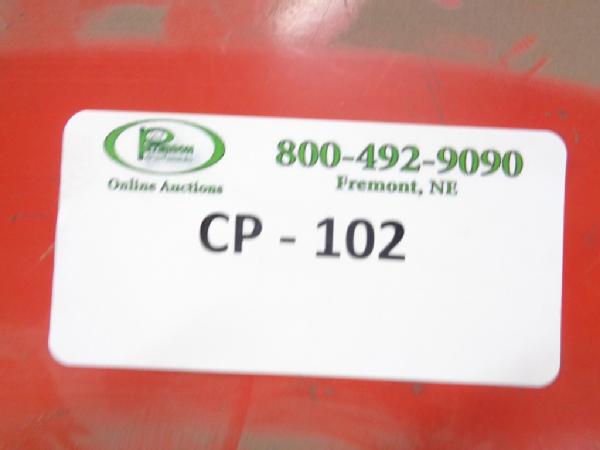 800-492-9090
Online Auctions
Fremont, NE
CP - 102